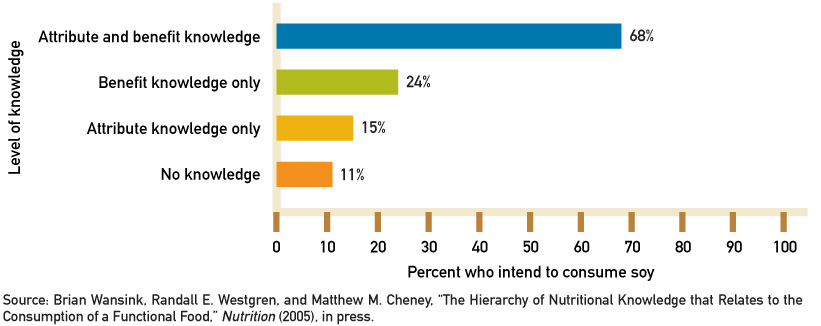 Level of knowledge
Attribute and benefit knowledge 68%
Benefit knowledge only 24%
Attribute knowledge only 15%
No knowledge 11%
0 10 20 30 40 50 60 70 80 90 100
Percent who intend to consume soy
Source: Brian Wansink, Randall E. Westgren, and Matthew M. Cheney, “The Hierarchy of Nutritional Knowledge that Relates to the
Consumption of a Functional Food,” Nutrition (2005), in press.